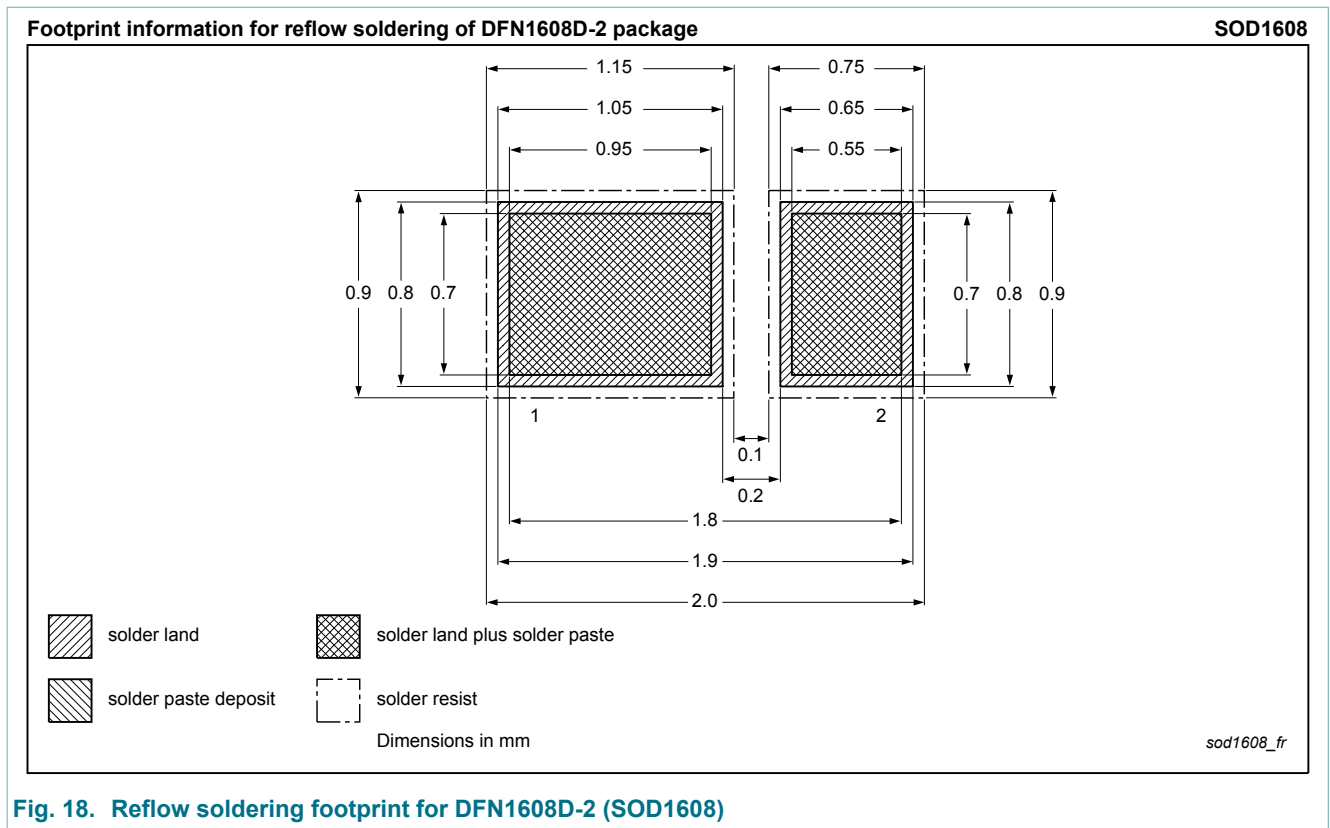 Footprint information for reflow soldering of DFN1608D-2 package SOD1608
1.15 0.75
1.05 0.65
0.95 0.55
0.9 0.8 0.7 0.7 0.8 0.9
1 2
0.1
0.2
1.8
1.9
2.0
solder land solder land plus solder paste
solder paste deposit solder resist
Dimensions in mm sod1608_fr
Fig. 18. Reflow soldering footprint for DFN1608D-2 (SOD1608)